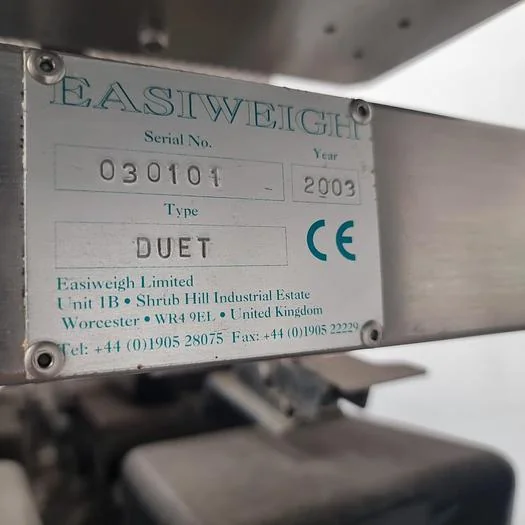 EASIWEIGH
Serial No.
Year
030101
2003
Type
DUET
CE
Easiweigh Limited
Unit 1B • Shrub Hill Industrial Estate
Worcester • WR4 9EL • United Kingdom
Tel: +44 (0)1905 28075 Fax: +44 (0)1905 22229